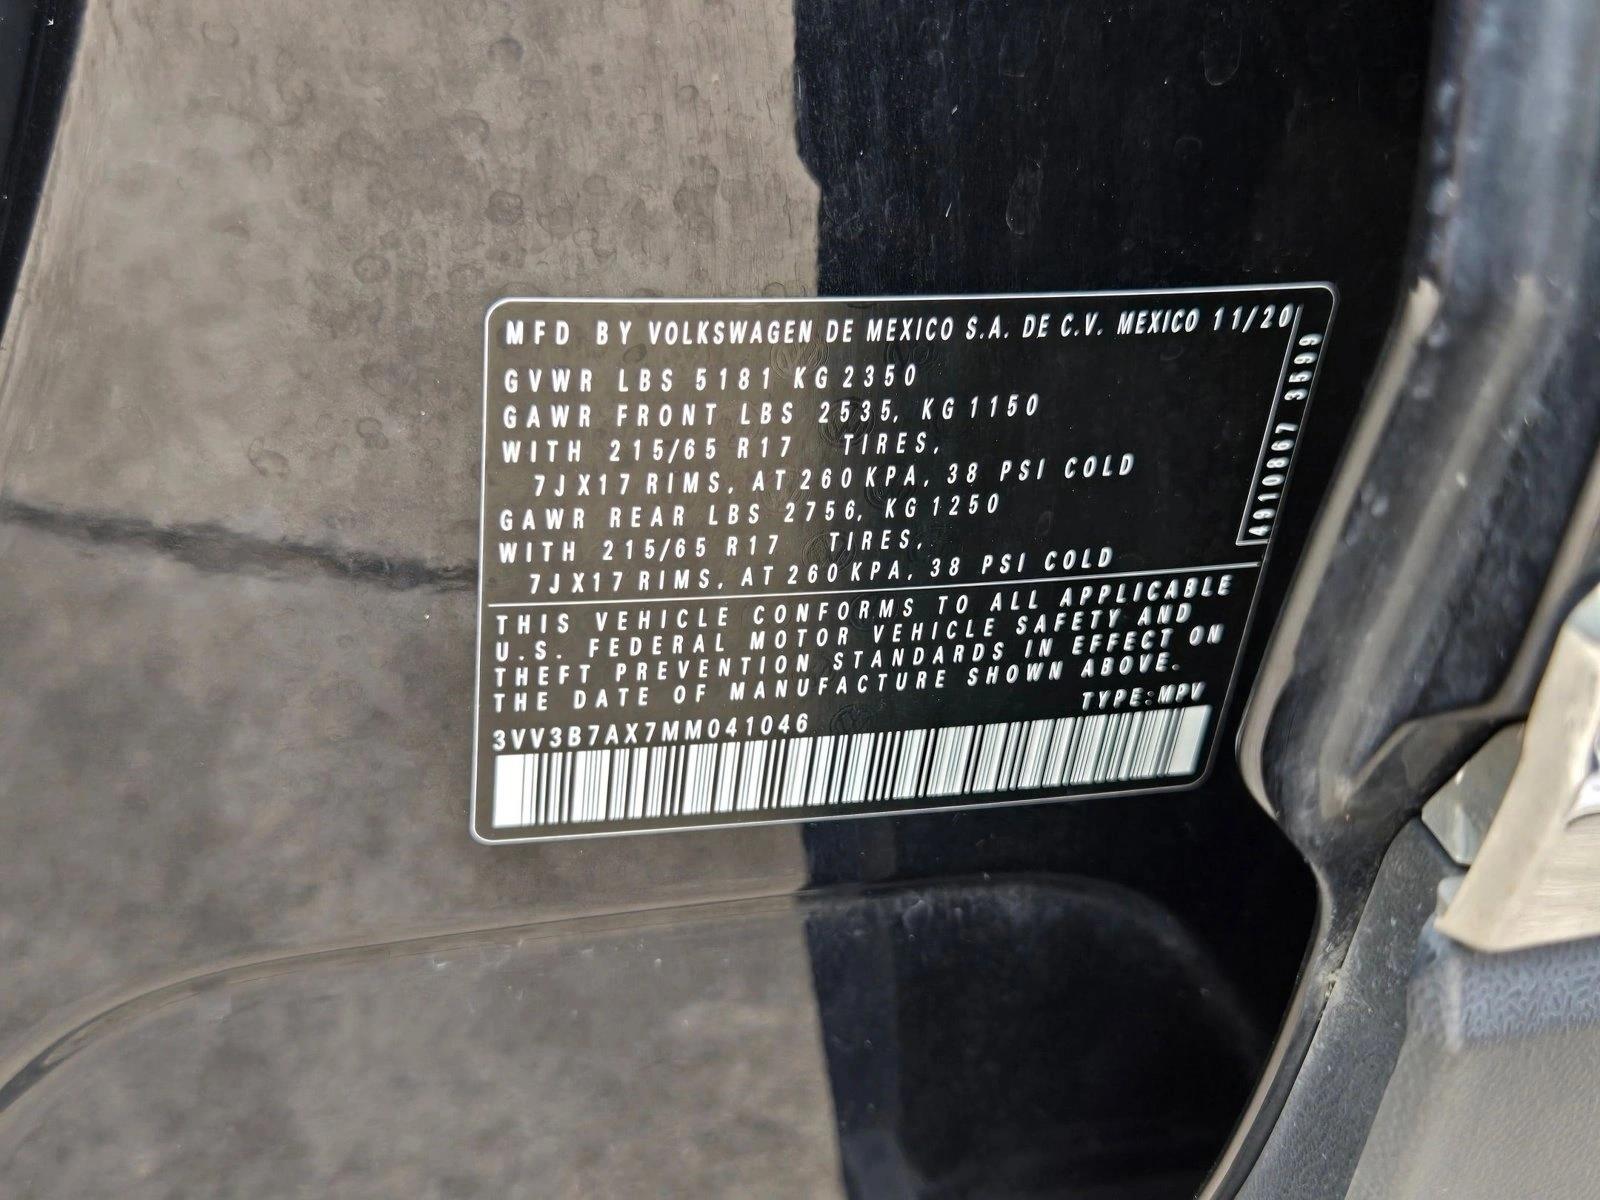 MFD BY VOLKSWAGEN DE MEXICO S.A. DE C.V. MEXICO 11/20
GVWR LBS 5181 KG 2350
GAWR FRONT LBS 2535, KG 1150
WITH 215/65 R17 TIRES,
7JX17 RIMS, AT 260 KPA, 38 PSI COLD
GAWR REAR LBS 2756, KG 1250
WITH 215/65 R17 TIRES,
7JX17 RIMS, AT 260 KPA, 38 PSI COLD
4910867 3599
THIS VEHICLE CONFORMS TO ALL APPLICABLE
U.S. FEDERAL MOTOR VEHICLE SAFETY AND
THEFT PREVENTION STANDARDS IN EFFECT ON
THE DATE OF MANUFACTURE SHOWN ABOVE.
TYPE:MPV
3VV3B7AX7MM041046